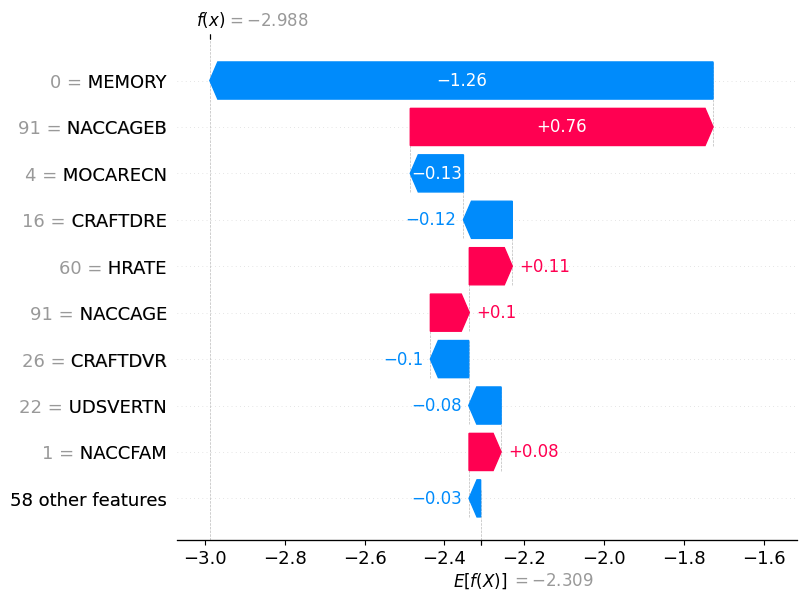 f(x) = −2.988
0 = MEMORY −1.26
91 = NACCAGEB +0.76
4 = MOCARECN −0.13
16 = CRAFTDRE −0.12
60 = HRATE +0.11
91 = NACCAGE +0.1
26 = CRAFTDVR −0.1
22 = UDSVERTN −0.08
1 = NACCFAM +0.08
58 other features −0.03
−3.0 −2.8 −2.6 −2.4 −2.2 −2.0 −1.8 −1.6
E[f(X)] = −2.309